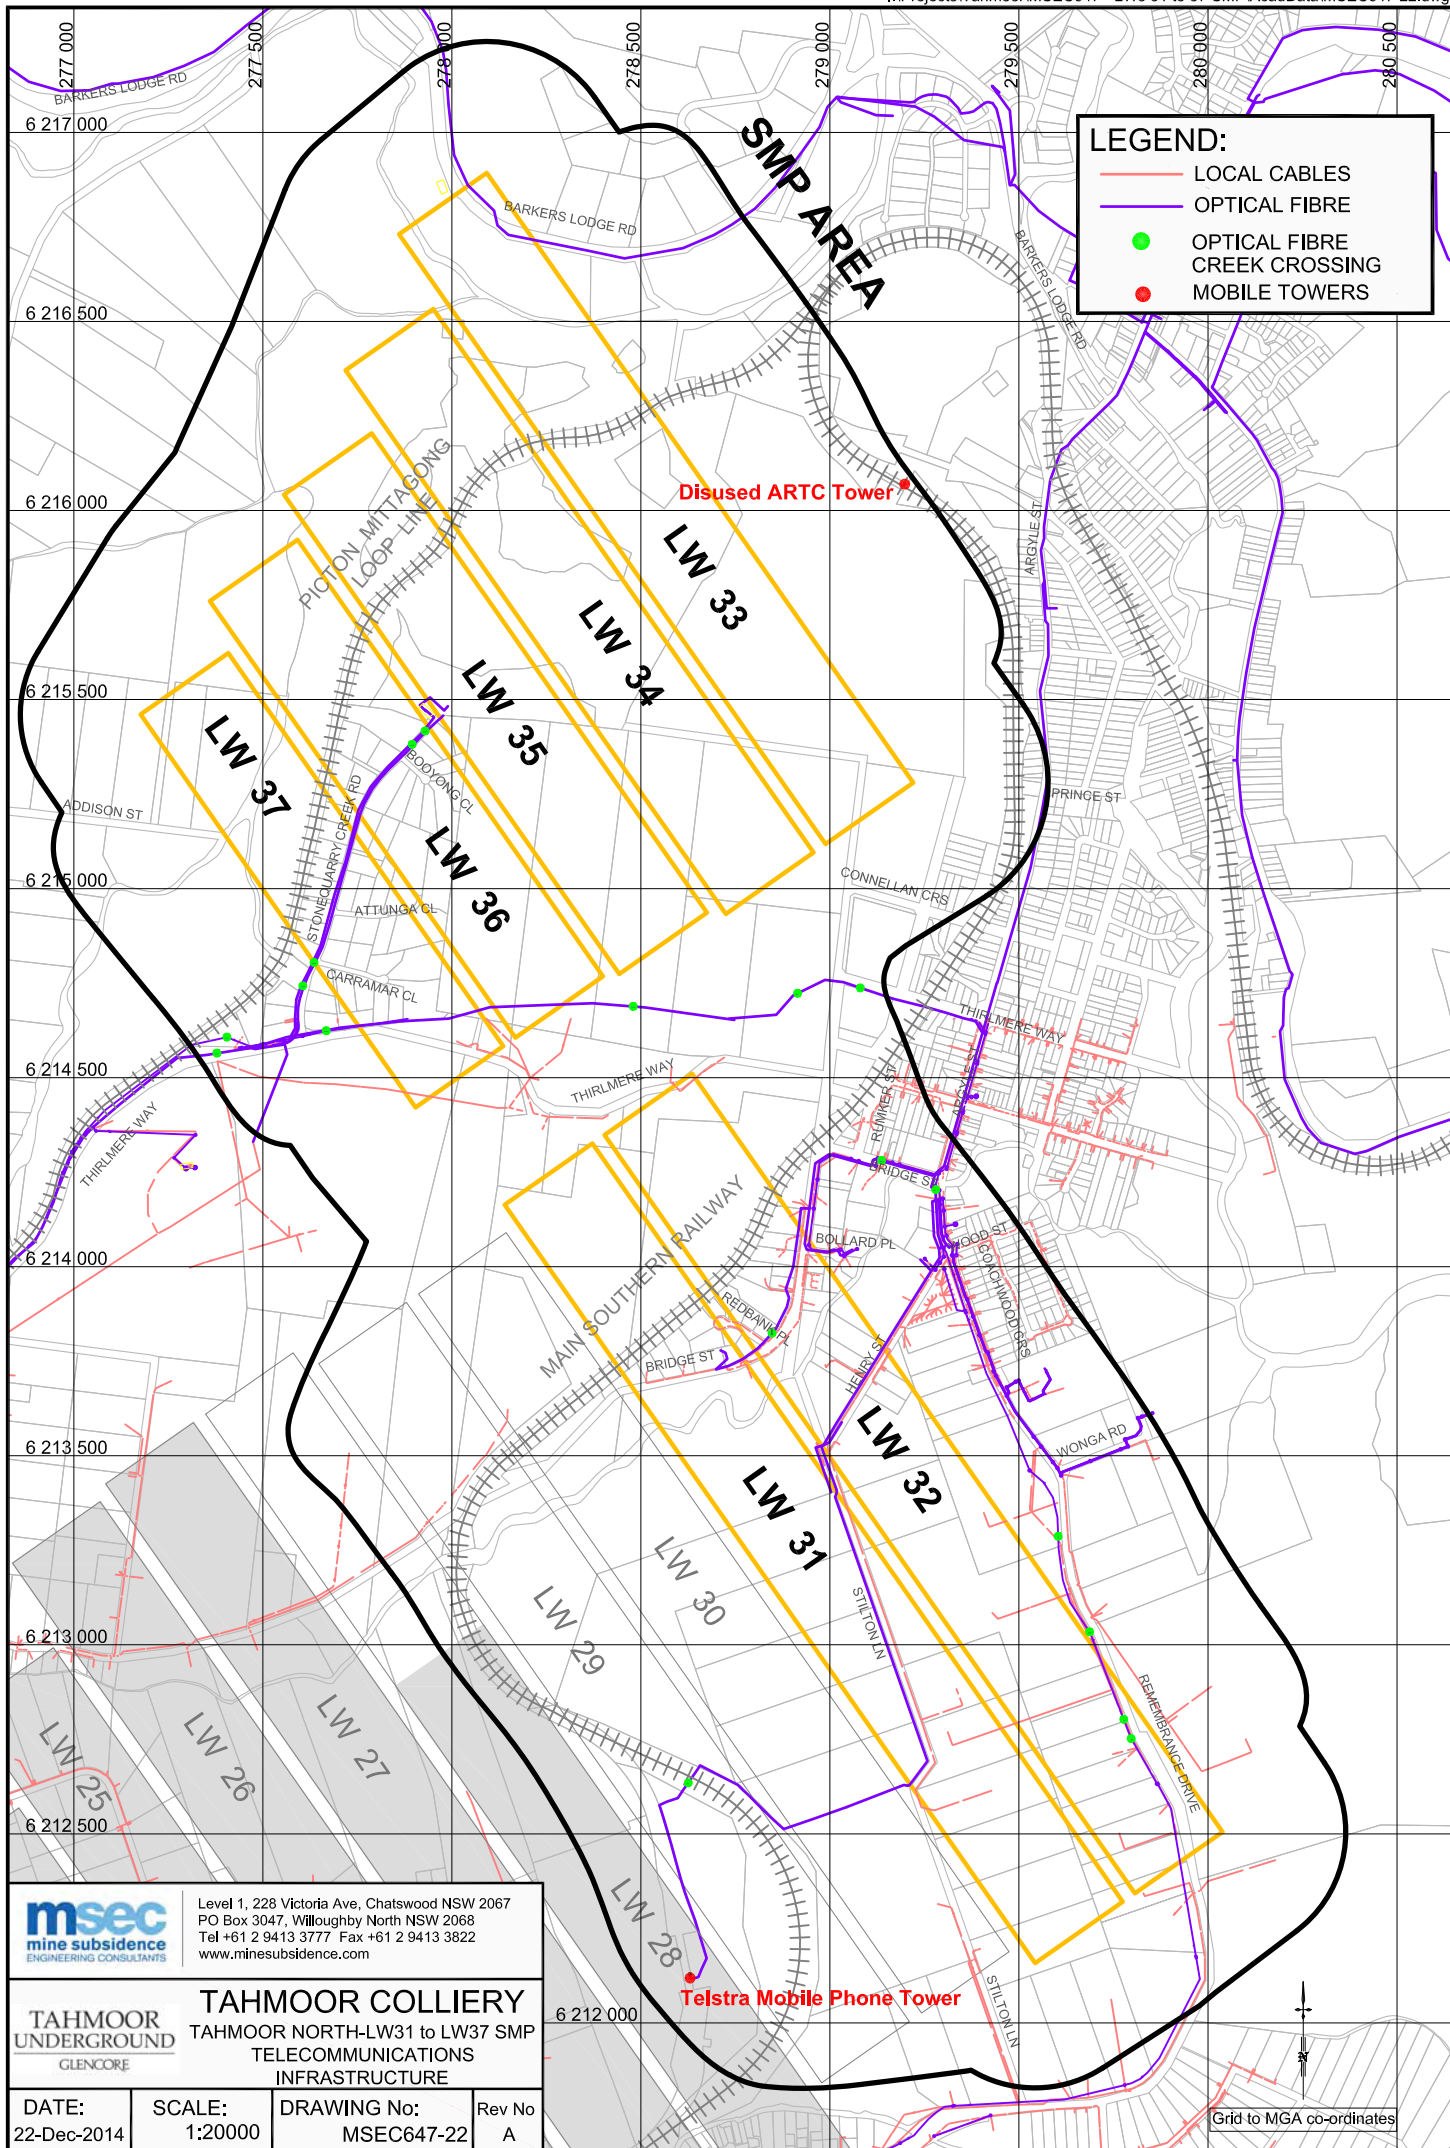 277 000
277 500
278 000
278 500
279 000
279 500
280 000
280 500
BARKERS LODGE RD
6 217 000
SMP AREA
LEGEND:
LOCAL CABLES
OPTICAL FIBRE
OPTICAL FIBRE
CREEK CROSSING
MOBILE TOWERS
BARKERS LODGE RD
BARKERS LODGE RD
6 216 500
PICTON MITTAGONG
LOOP LINE
Disused ARTC Tower
6 216 000
ARGYLE ST
LW 33
LW 34
LW 35
LW 36
LW 37
6 215 500
BOOYONG CL
STONEQUARRY CREEK RD
ADDISON ST
PRINCE ST
6 215 000
CONNELLAN CRS
ATTUNGA CL
CARRAMAR CL
THIRLMERE WAY
6 214 500
THIRLMERE WAY
THIRLMERE WAY
RUMKER ST
ARGYLE ST
BRIDGE ST
MAIN SOUTHERN RAILWAY
BOLLARD PL
WOOD ST
COACHWOOD CRS
6 214 000
REDBANK PL
BRIDGE ST
HENRY ST
LW 32
LW 31
WONGA RD
6 213 500
LW 30
LW 29
STILTON LN
6 213 000
REMEMBRANCE DRIVE
LW 28
LW 27
LW 26
LW 25
6 212 500
Telstra Mobile Phone Tower
STILTON LN
6 212 000
msec
mine subsidence
ENGINEERING CONSULTANTS
Level 1, 228 Victoria Ave, Chatswood NSW 2067
PO Box 3047, Willoughby North NSW 2068
Tel +61 2 9413 3777 Fax +61 2 9413 3822
www.minesubsidence.com
TAHMOOR
UNDERGROUND
GLENCORE
TAHMOOR COLLIERY
TAHMOOR NORTH-LW31 to LW37 SMP
TELECOMMUNICATIONS
INFRASTRUCTURE
DATE:
22-Dec-2014
SCALE:
1:20000
DRAWING No:
MSEC647-22
Rev No
A
N
Grid to MGA co-ordinates